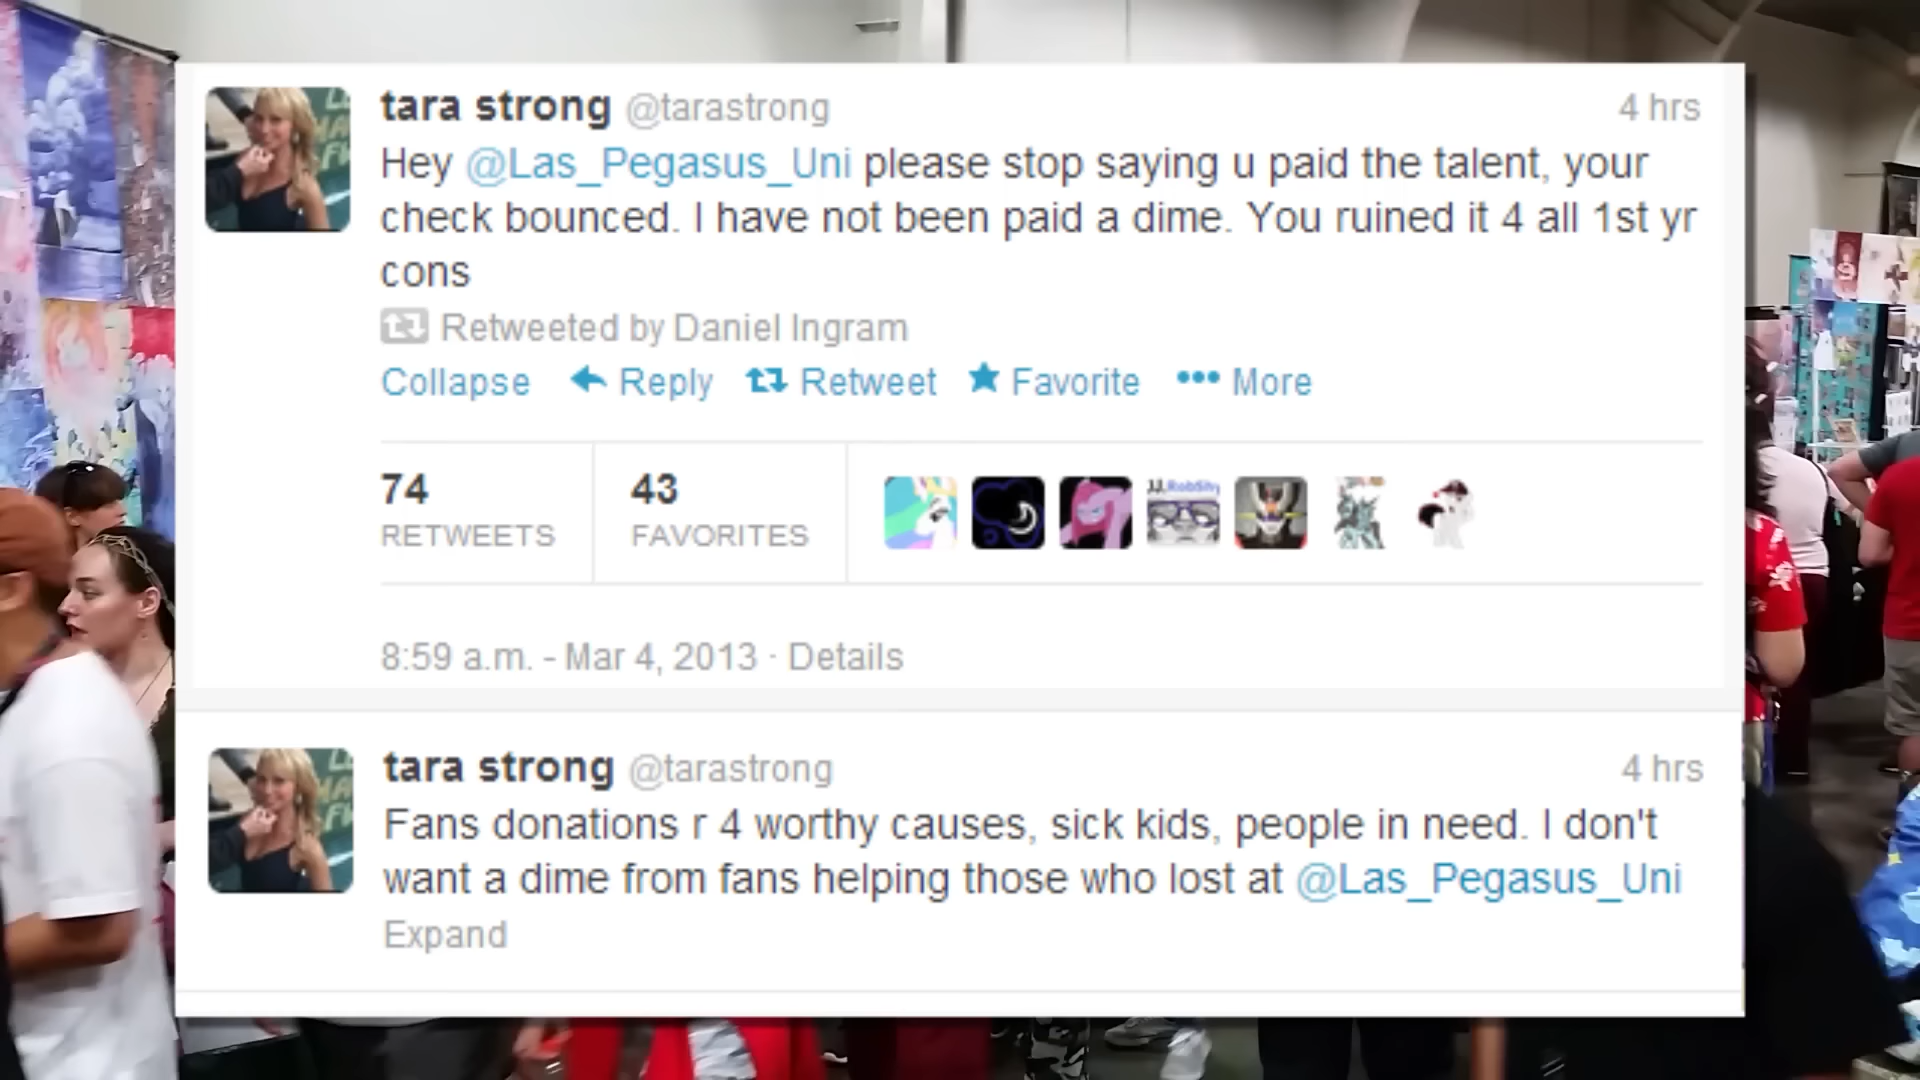 tara strong @tarastrong 4 hrs
Hey @Las_Pegasus_Uni please stop saying u paid the talent, your
check bounced. I have not been paid a dime. You ruined it 4 all 1st yr
cons
Retweeted by Daniel Ingram
Collapse Reply Retweet Favorite ••• More
74 43
RETWEETS FAVORITES
8:59 a.m. - Mar 4, 2013 · Details
tara strong @tarastrong 4 hrs
Fans donations r 4 worthy causes, sick kids, people in need. I don't
want a dime from fans helping those who lost at @Las_Pegasus_Uni
Expand